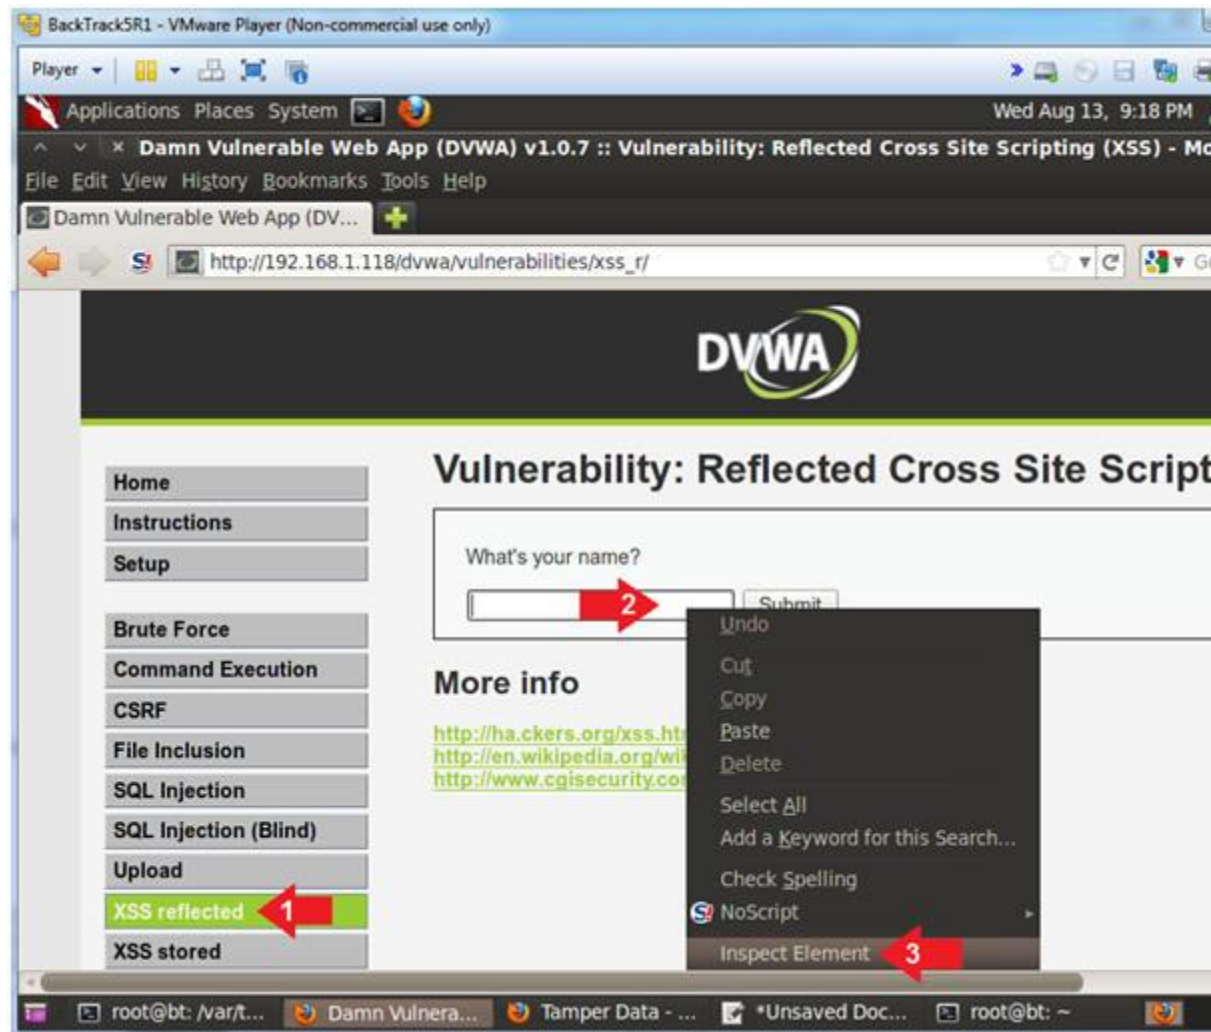 BackTrack5R1 - VMware Player (Non-commercial use only)
Player
Applications Places System
Wed Aug 13, 9:18 PM
Damn Vulnerable Web App (DVWA) v1.0.7 :: Vulnerability: Reflected Cross Site Scripting (XSS) - Mo
File Edit View History Bookmarks Tools Help
Damn Vulnerable Web App (DV...
S! http://192.168.1.118/dvwa/vulnerabilities/xss_r/
DVWA
Vulnerability: Reflected Cross Site Script
Home
Instructions
Setup
Brute Force
Command Execution
CSRF
File Inclusion
SQL Injection
SQL Injection (Blind)
Upload
XSS reflected 1
XSS stored
What's your name?
2 Submit
More info
http://ha.ckers.org/xss.ht
http://en.wikipedia.org/wi
http://www.cgisecurity.co
Undo
Cut
Copy
Paste
Delete
Select All
Add a Keyword for this Search...
Check Spelling
S! NoScript
Inspect Element 3
root@bt: /var/t... Damn Vulnera... Tamper Data - ... *Unsaved Doc... root@bt: ~